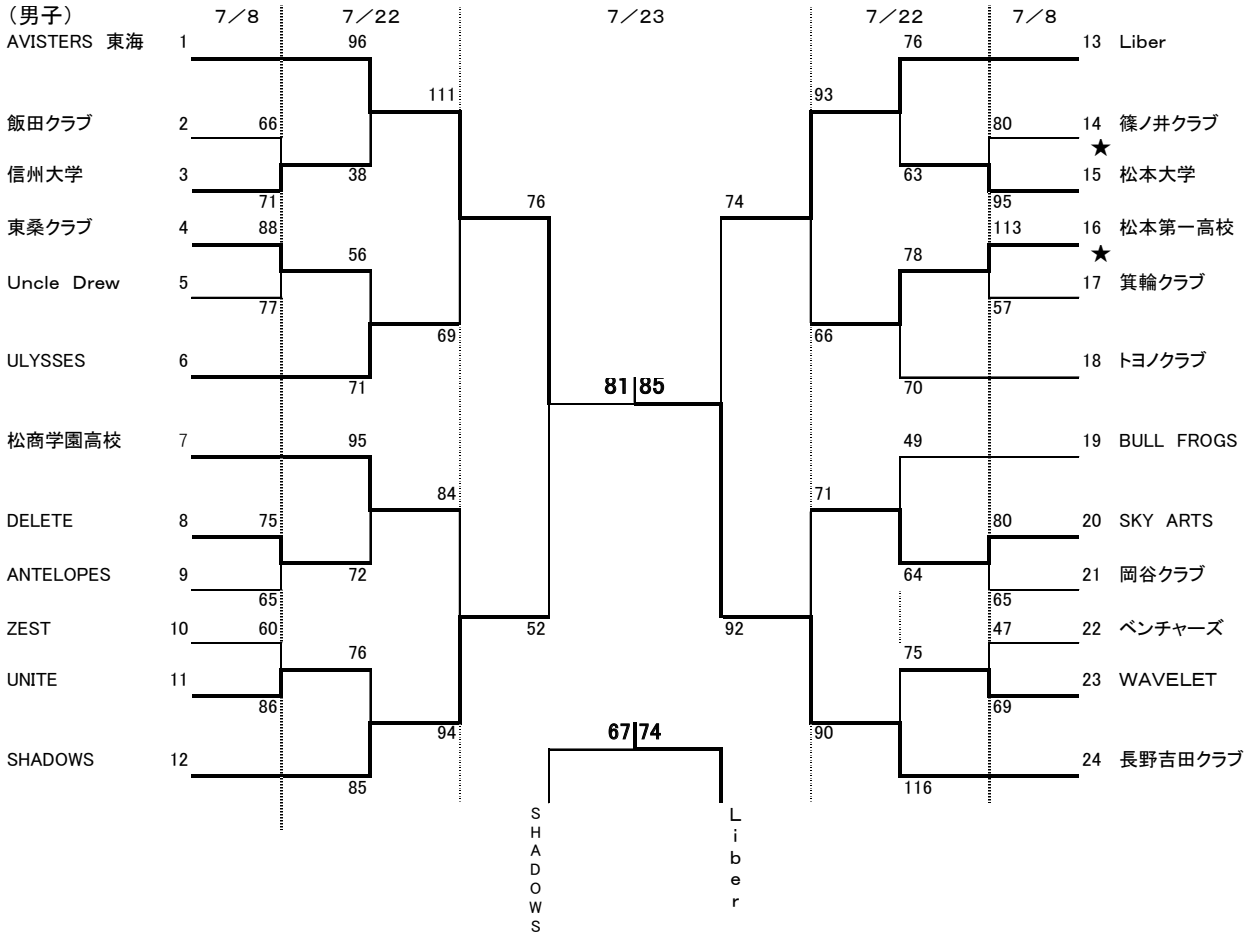 (男子) 7/8 7/22 7/23 7/22 7/8
AVISTERS 東海 1 96 76 13 Liber
111 93
飯田クラブ 2 66 80 14 篠ノ井クラブ
★
信州大学 3 38 63 15 松本大学
71 76 74 95
東桑クラブ 4 88 113 16 松本第一高校
56 78 ★
Uncle Drew 5 17 箕輪クラブ
77 57
69 66
ULYSSES 6 18 トヨノクラブ
71 81 85 70
松商学園高校 7 95 49 19 BULL FROGS
84 71
DELETE 8 75 80 20 SKY ARTS
ANTELOPES 9 72 64 21 岡谷クラブ
65 65
ZEST 10 60 52 92 47 22 ベンチャーズ
76 75
UNITE 11 23 WAVELET
86 69
94 67 74 90
SHADOWS 12 24 長野吉田クラブ
85 116
SHADOWS
Liber